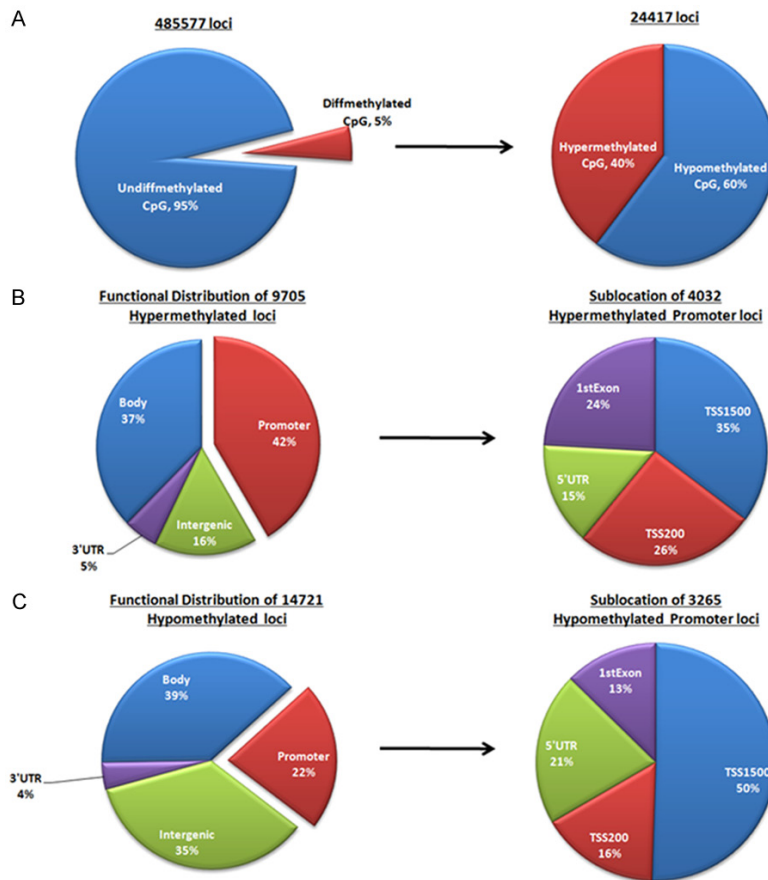 A
485577 loci
24417 loci
Diffmethylated
CpG, 5%
Undiffmethylated
CpG, 95%
Hypermethylated
CpG, 40%
Hypomethylated
CpG, 60%
B
Functional Distribution of 9705
Hypermethylated loci
Sublocation of 4032
Hypermethylated Promoter loci
Body
37%
Promoter
42%
Intergenic
16%
3'UTR
5%
1stExon
24%
TSS1500
35%
5'UTR
15%
TSS200
26%
C
Functional Distribution of 14721
Hypomethylated loci
Sublocation of 3265
Hypomethylated Promoter loci
Body
39%
Promoter
22%
3'UTR
4%
Intergenic
35%
1stExon
13%
5'UTR
21%
TSS1500
50%
TSS200
16%